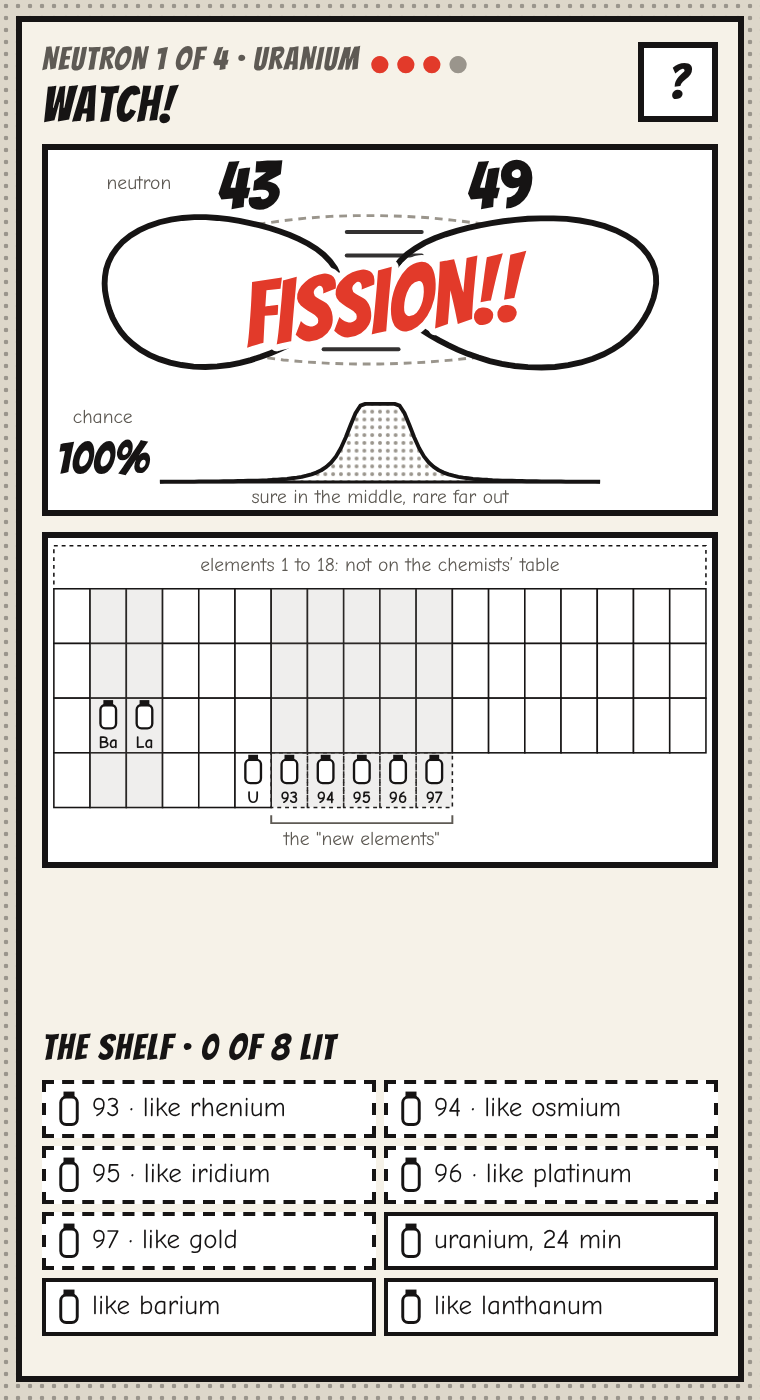 NEUTRON 1 OF 4 · URANIUM
WATCH!
?
neutron
43
49
FISSION!!
chance
100%
sure in the middle, rare far out
elements 1 to 18: not on the chemists' table
Ba
La
U
93
94
95
96
97
the "new elements"
THE SHELF · 0 OF 8 LIT
93 · like rhenium
94 · like osmium
95 · like iridium
96 · like platinum
97 · like gold
uranium, 24 min
like barium
like lanthanum